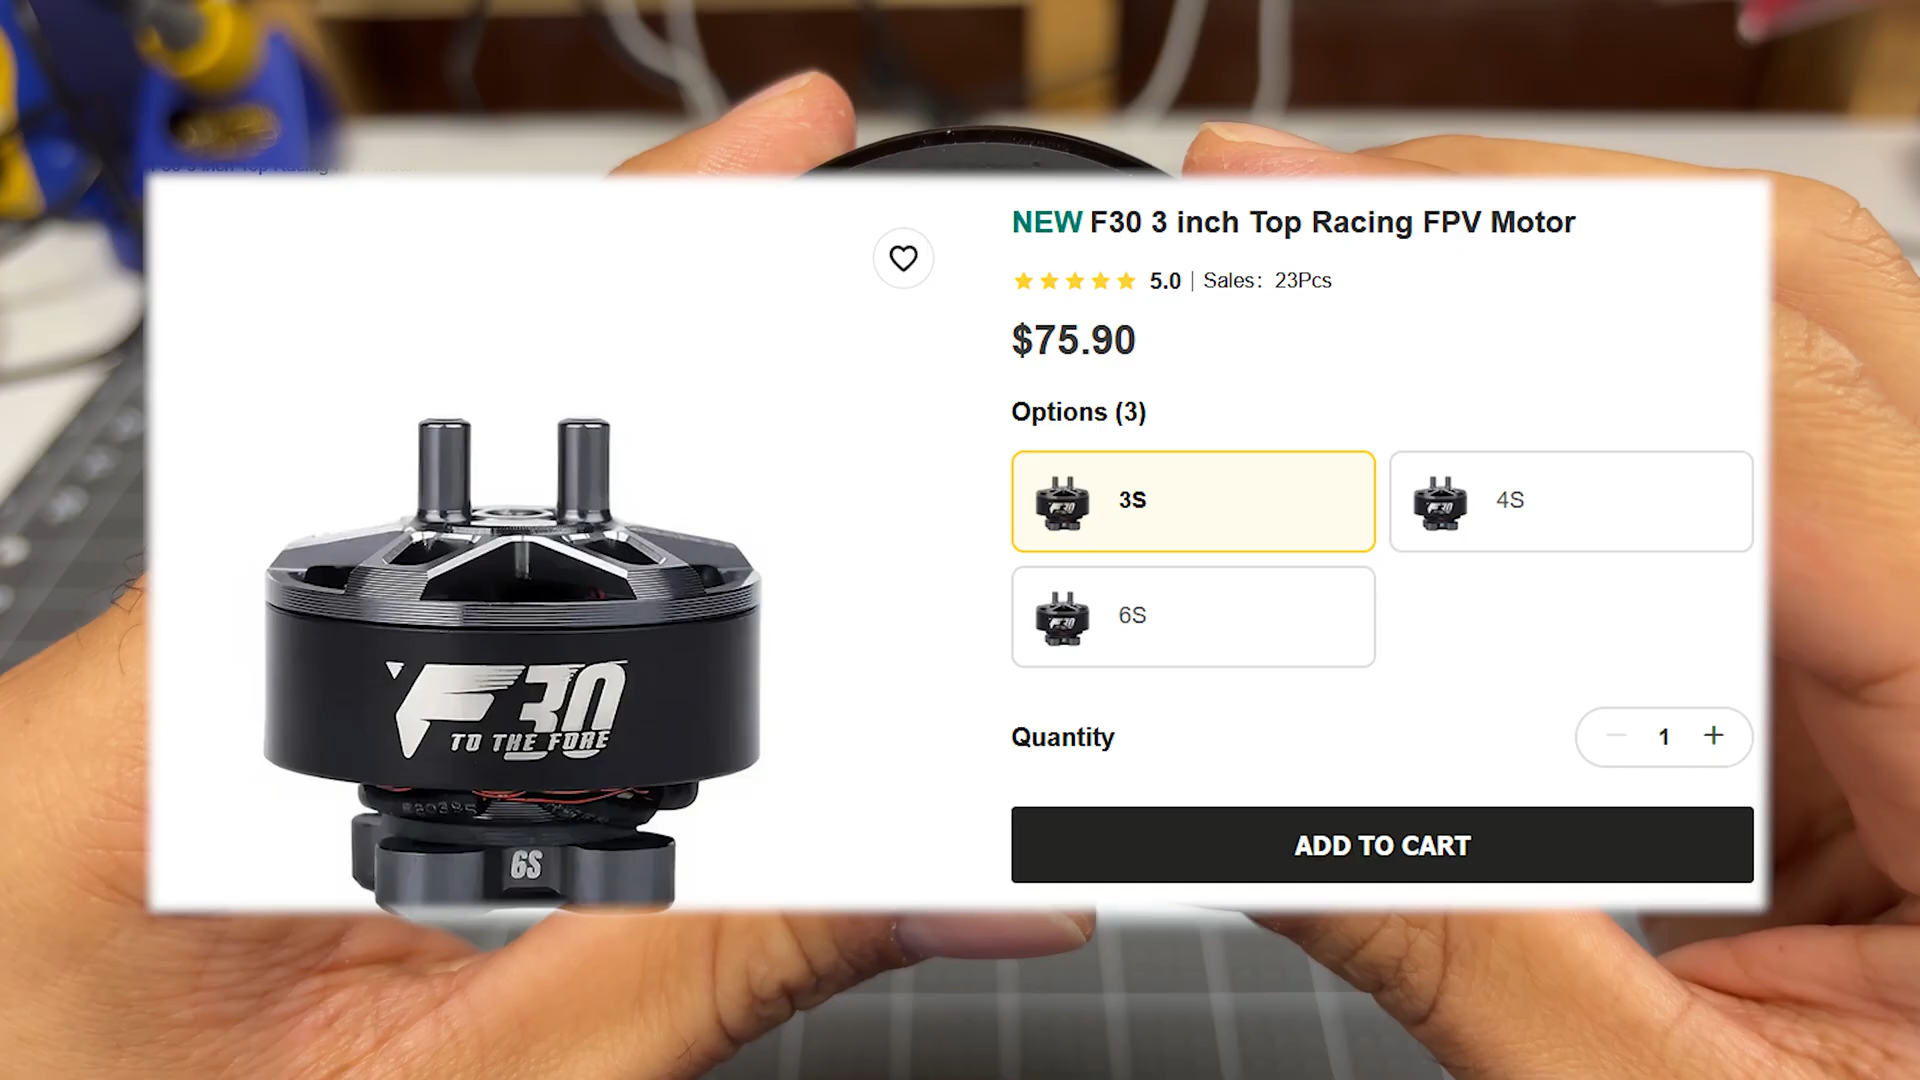 NEW F30 3 inch Top Racing FPV Motor
5.0 | Sales: 23Pcs
$75.90
Options (3)
3S
4S
6S
Quantity
1
ADD TO CART
F30
TO THE FORE
6S